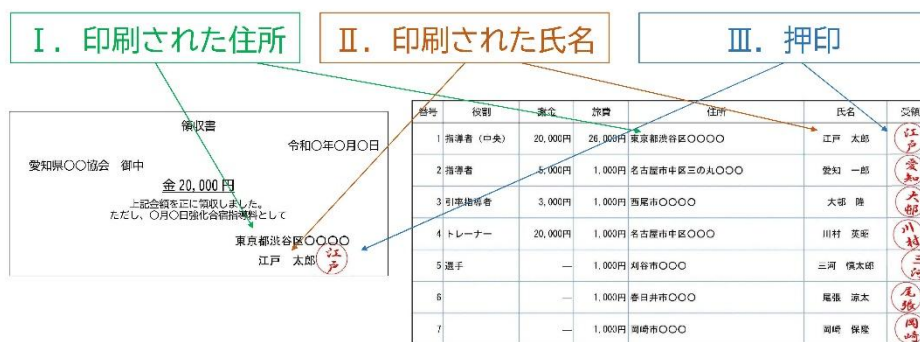 Ⅰ．印刷された住所
Ⅱ．印刷された氏名
Ⅲ．押印
領収書
令和〇年〇月〇日
愛知県〇〇協会　御中
金 20,000 円
上記金額を正に領収しました。
ただし、〇月〇日強化合宿指導料として
東京都渋谷区〇〇〇〇
江戸　太郎 江戸
番号 役割 謝金 旅費 住所 氏名 受領
1 指導者（中央） 20,000円 26,000円 東京都渋谷区〇〇〇〇 江戸　太郎 江戸
2 指導者 5,000円 1,000円 名古屋市中区三の丸〇〇〇 愛知　一郎 愛知
3 引率指導者 3,000円 1,000円 西尾市〇〇〇〇 大部　隆
4 トレーナー 20,000円 1,000円 名古屋市中区〇〇〇 川村　英昭 川村
5 選手 ― 1,000円 刈谷市〇〇〇 三河　慎太郎 三河
6 ― 1,000円 春日井市〇〇〇 尾張　涼太 尾張
7 ― 1,000円 岡崎市〇〇〇 岡崎　保隆 岡崎